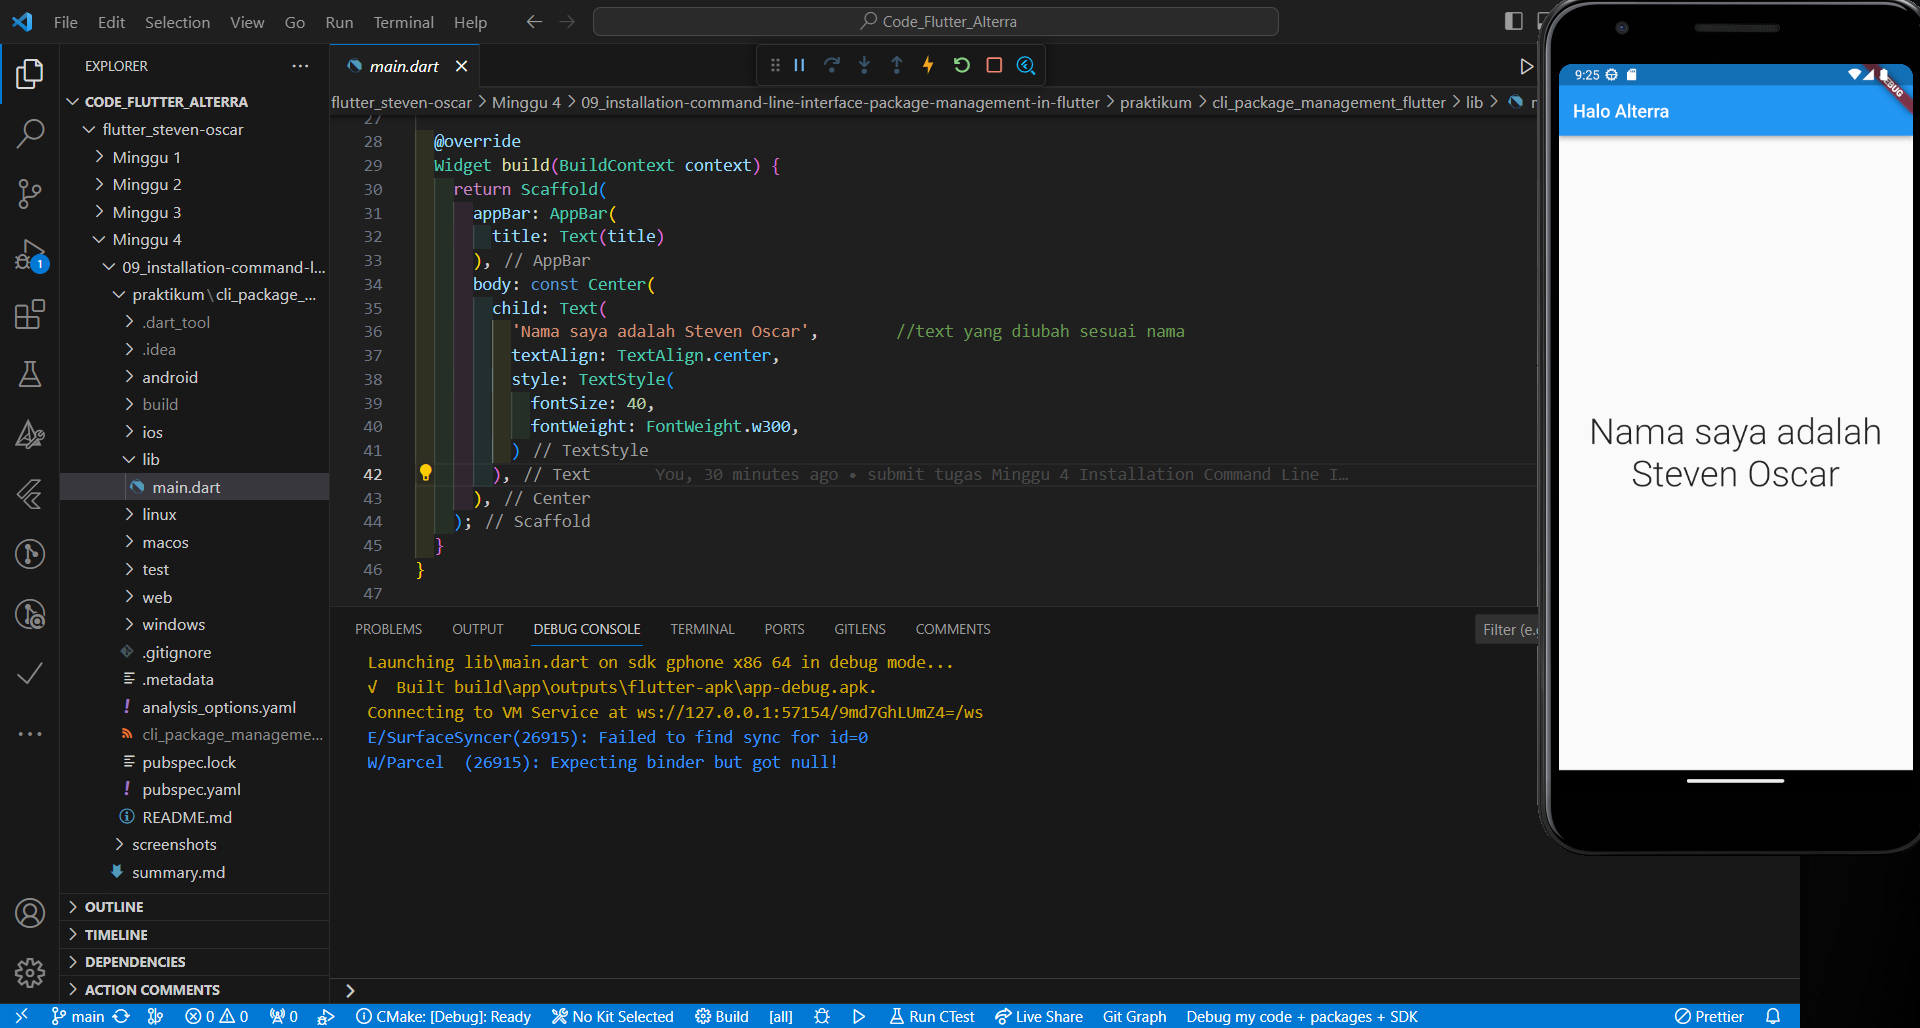 File Edit Selection View Go Run Terminal Help
Code_Flutter_Alterra
EXPLORER
CODE_FLUTTER_ALTERRA
flutter_steven-oscar
Minggu 1
Minggu 2
Minggu 3
Minggu 4
09_installation-command-l...
praktikum\cli_package_...
.dart_tool
.idea
android
build
ios
lib
main.dart
linux
macos
test
web
windows
.gitignore
.metadata
analysis_options.yaml
cli_package_manageme...
pubspec.lock
pubspec.yaml
README.md
screenshots
summary.md
OUTLINE
TIMELINE
DEPENDENCIES
ACTION COMMENTS
1
main.dart
flutter_steven-oscar > Minggu 4 > 09_installation-command-line-interface-package-management-in-flutter > praktikum > cli_package_management_flutter > lib >
27
28 @override
29 Widget build(BuildContext context) {
30 return Scaffold(
31 appBar: AppBar(
32 title: Text(title)
33 ), // AppBar
34 body: const Center(
35 child: Text(
36 'Nama saya adalah Steven Oscar', //text yang diubah sesuai nama
37 textAlign: TextAlign.center,
38 style: TextStyle(
39 fontSize: 40,
40 fontWeight: FontWeight.w300,
41 ) // TextStyle
42 ), // Text You, 30 minutes ago • submit tugas Minggu 4 Installation Command Line I…
43 ), // Center
44 ); // Scaffold
45 }
46 }
47
PROBLEMS OUTPUT DEBUG CONSOLE TERMINAL PORTS GITLENS COMMENTS
Filter (e.g
Launching lib\main.dart on sdk gphone x86 64 in debug mode...
√ Built build\app\outputs\flutter-apk\app-debug.apk.
Connecting to VM Service at ws://127.0.0.1:57154/9md7GhLUmZ4=/ws
E/SurfaceSyncer(26915): Failed to find sync for id=0
W/Parcel (26915): Expecting binder but got null!
9:25
DEBUG
Halo Alterra
Nama saya adalah
Steven Oscar
main 0 0 0 CMake: [Debug]: Ready No Kit Selected Build [all] Run CTest Live Share Git Graph Debug my code + packages + SDK Prettier